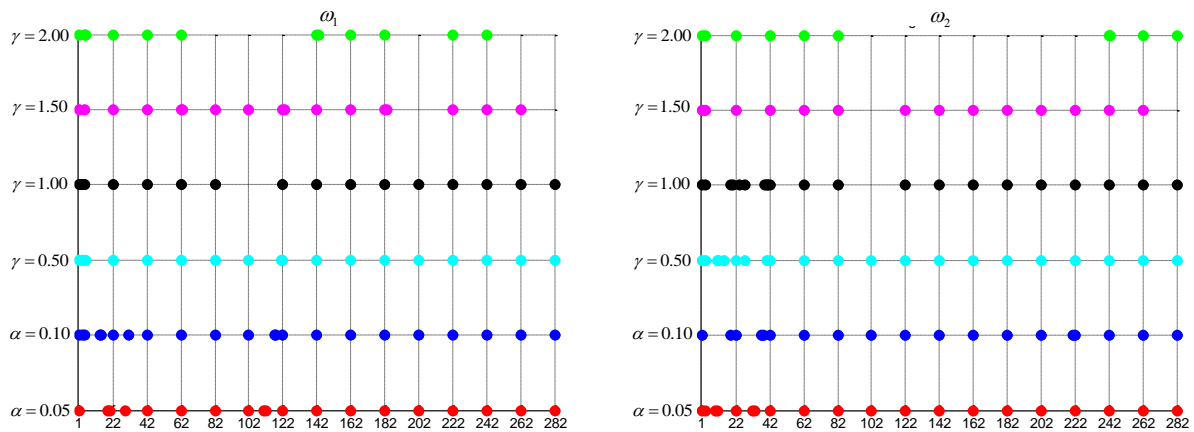 ω₁
γ = 2.00
γ = 1.50
γ = 1.00
γ = 0.50
α = 0.10
α = 0.05
1 22 42 62 82 102 122 142 162 182 202 222 242 262 282
ω₂
γ = 2.00
γ = 1.50
γ = 1.00
γ = 0.50
α = 0.10
α = 0.05
1 22 42 62 82 102 122 142 162 182 202 222 242 262 282